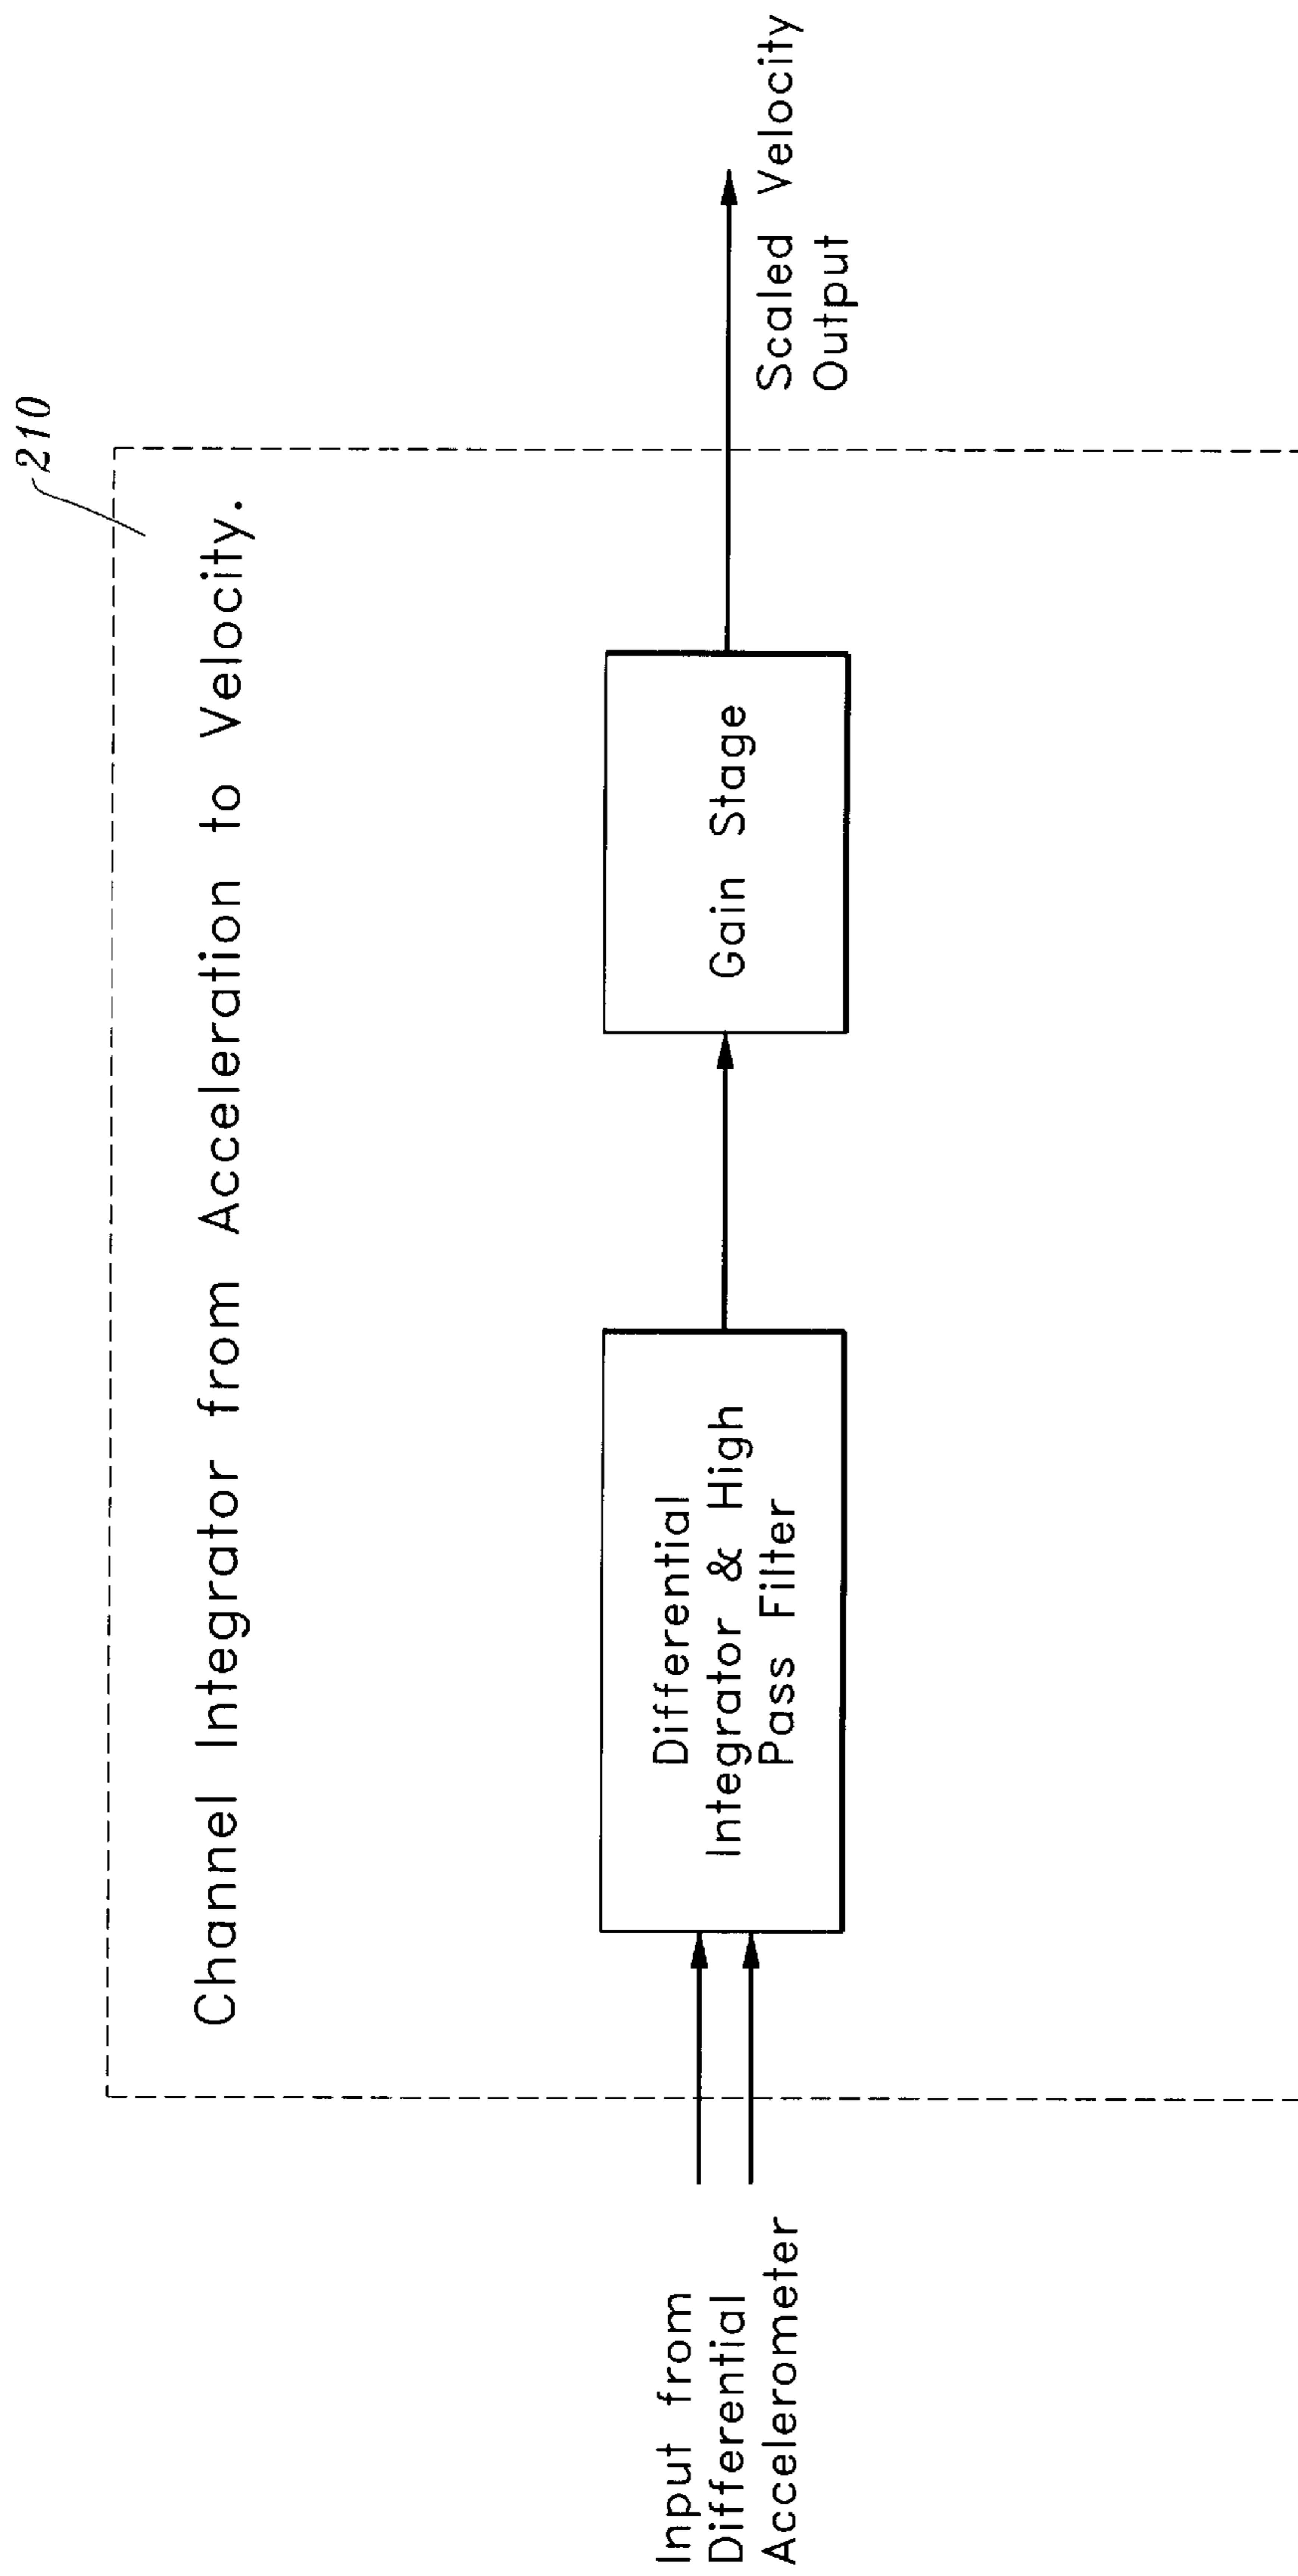 210
Channel Integrator from Acceleration to Velocity.
Input from
Differential
Accelerometer
Differential
Integrator & High
Pass Filter
Gain Stage
Scaled Velocity
Output